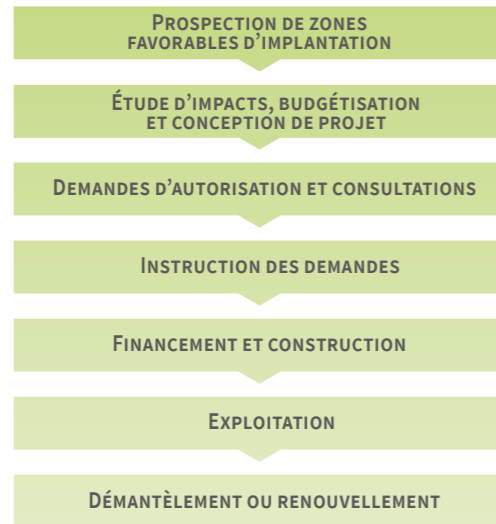 PROSPECTION DE ZONES
FAVORABLES D'IMPLANTATION
ÉTUDE D'IMPACTS, BUDGÉTISATION
ET CONCEPTION DE PROJET
DEMANDES D'AUTORISATION ET CONSULTATIONS
INSTRUCTION DES DEMANDES
FINANCEMENT ET CONSTRUCTION
EXPLOITATION
DÉMANTÈLEMENT OU RENOUVELLEMENT